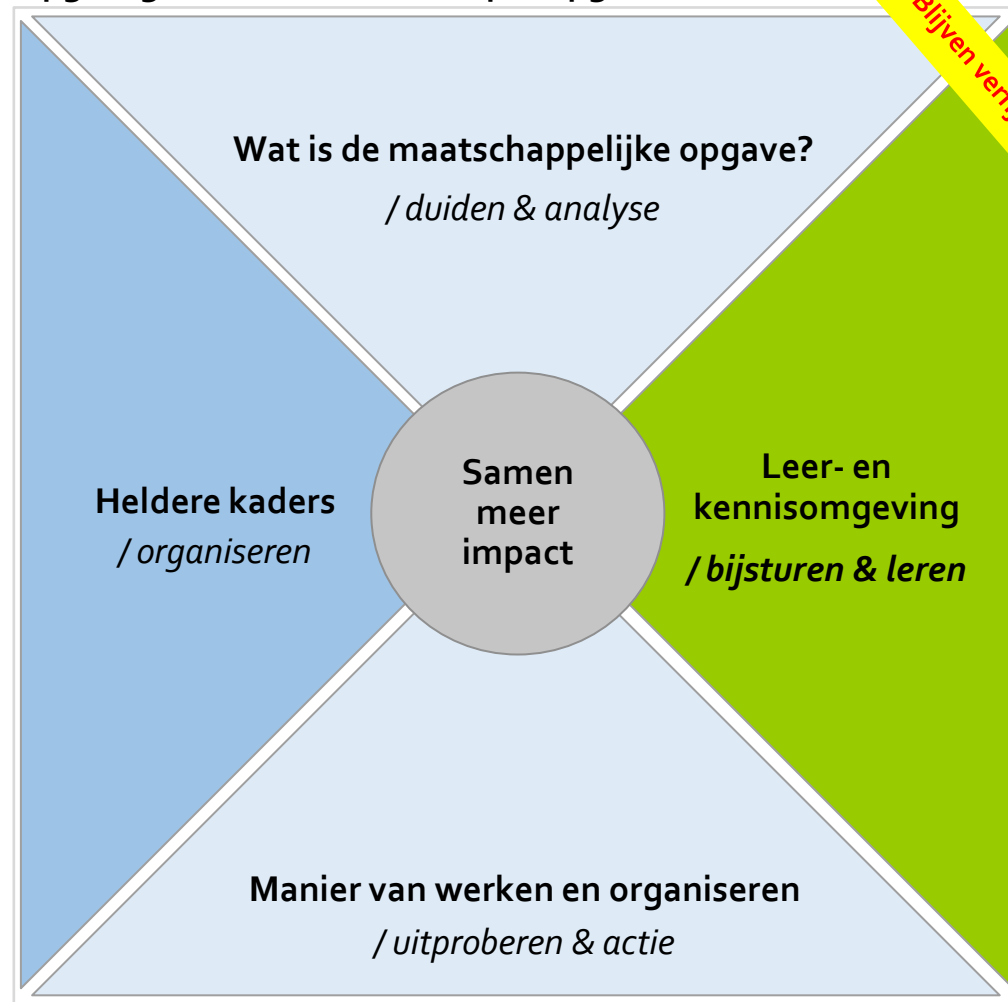 Blijven
Wat is de maatschappelijke opgave?
/ duiden & analyse
Heldere kaders
/ organiseren
Samen
meer
impact
Leer- en
kennisomgeving
/ bijsturen & leren
Manier van werken en organiseren
/ uitproberen & actie